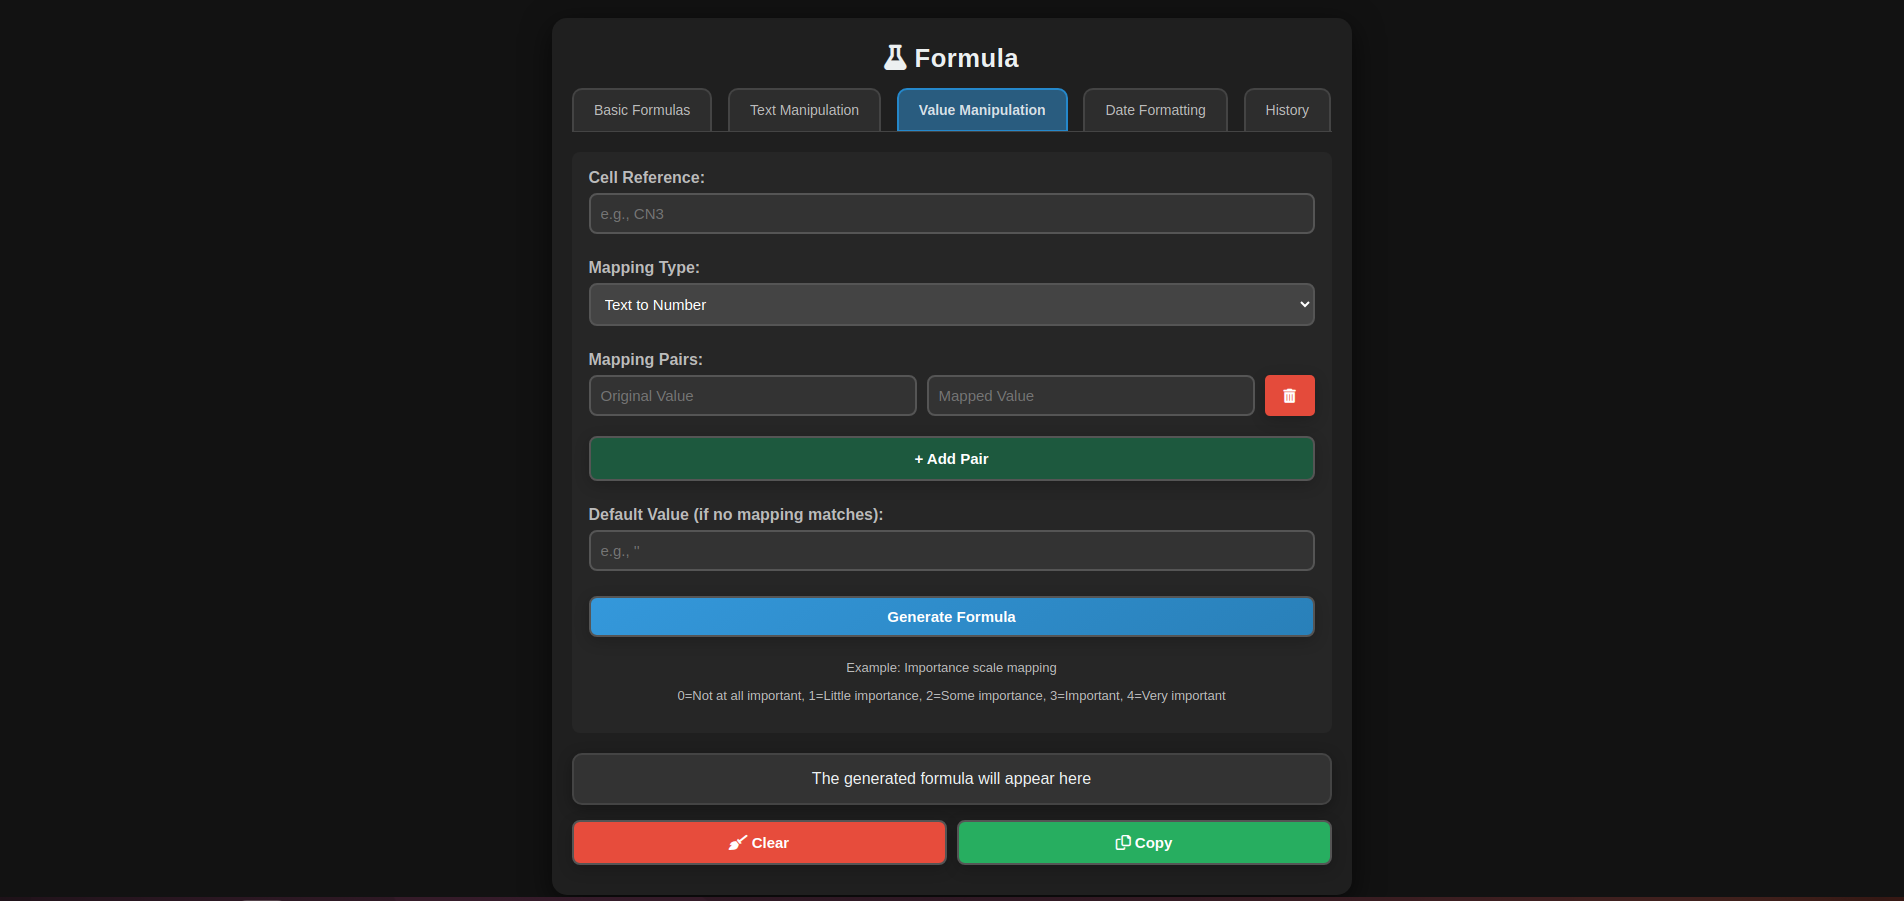 Formula
Basic Formulas
Text Manipulation
Value Manipulation
Date Formatting
History
Cell Reference:
e.g., CN3
Mapping Type:
Text to Number
Mapping Pairs:
Original Value
Mapped Value
+ Add Pair
Default Value (if no mapping matches):
e.g., ''
Generate Formula
Example: Importance scale mapping
0=Not at all important, 1=Little importance, 2=Some importance, 3=Important, 4=Very important
The generated formula will appear here
Clear
Copy